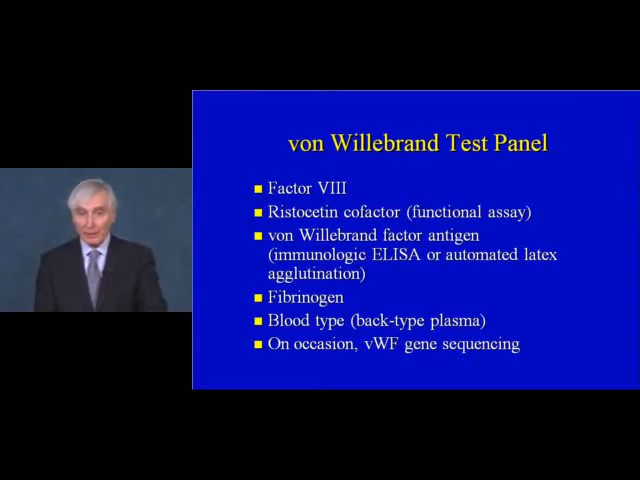 von Willebrand Test Panel
Factor VIII
Ristocetin cofactor (functional assay)
von Willebrand factor antigen
(immunologic ELISA or automated latex
agglutination)
Fibrinogen
Blood type (back-type plasma)
On occasion, vWF gene sequencing